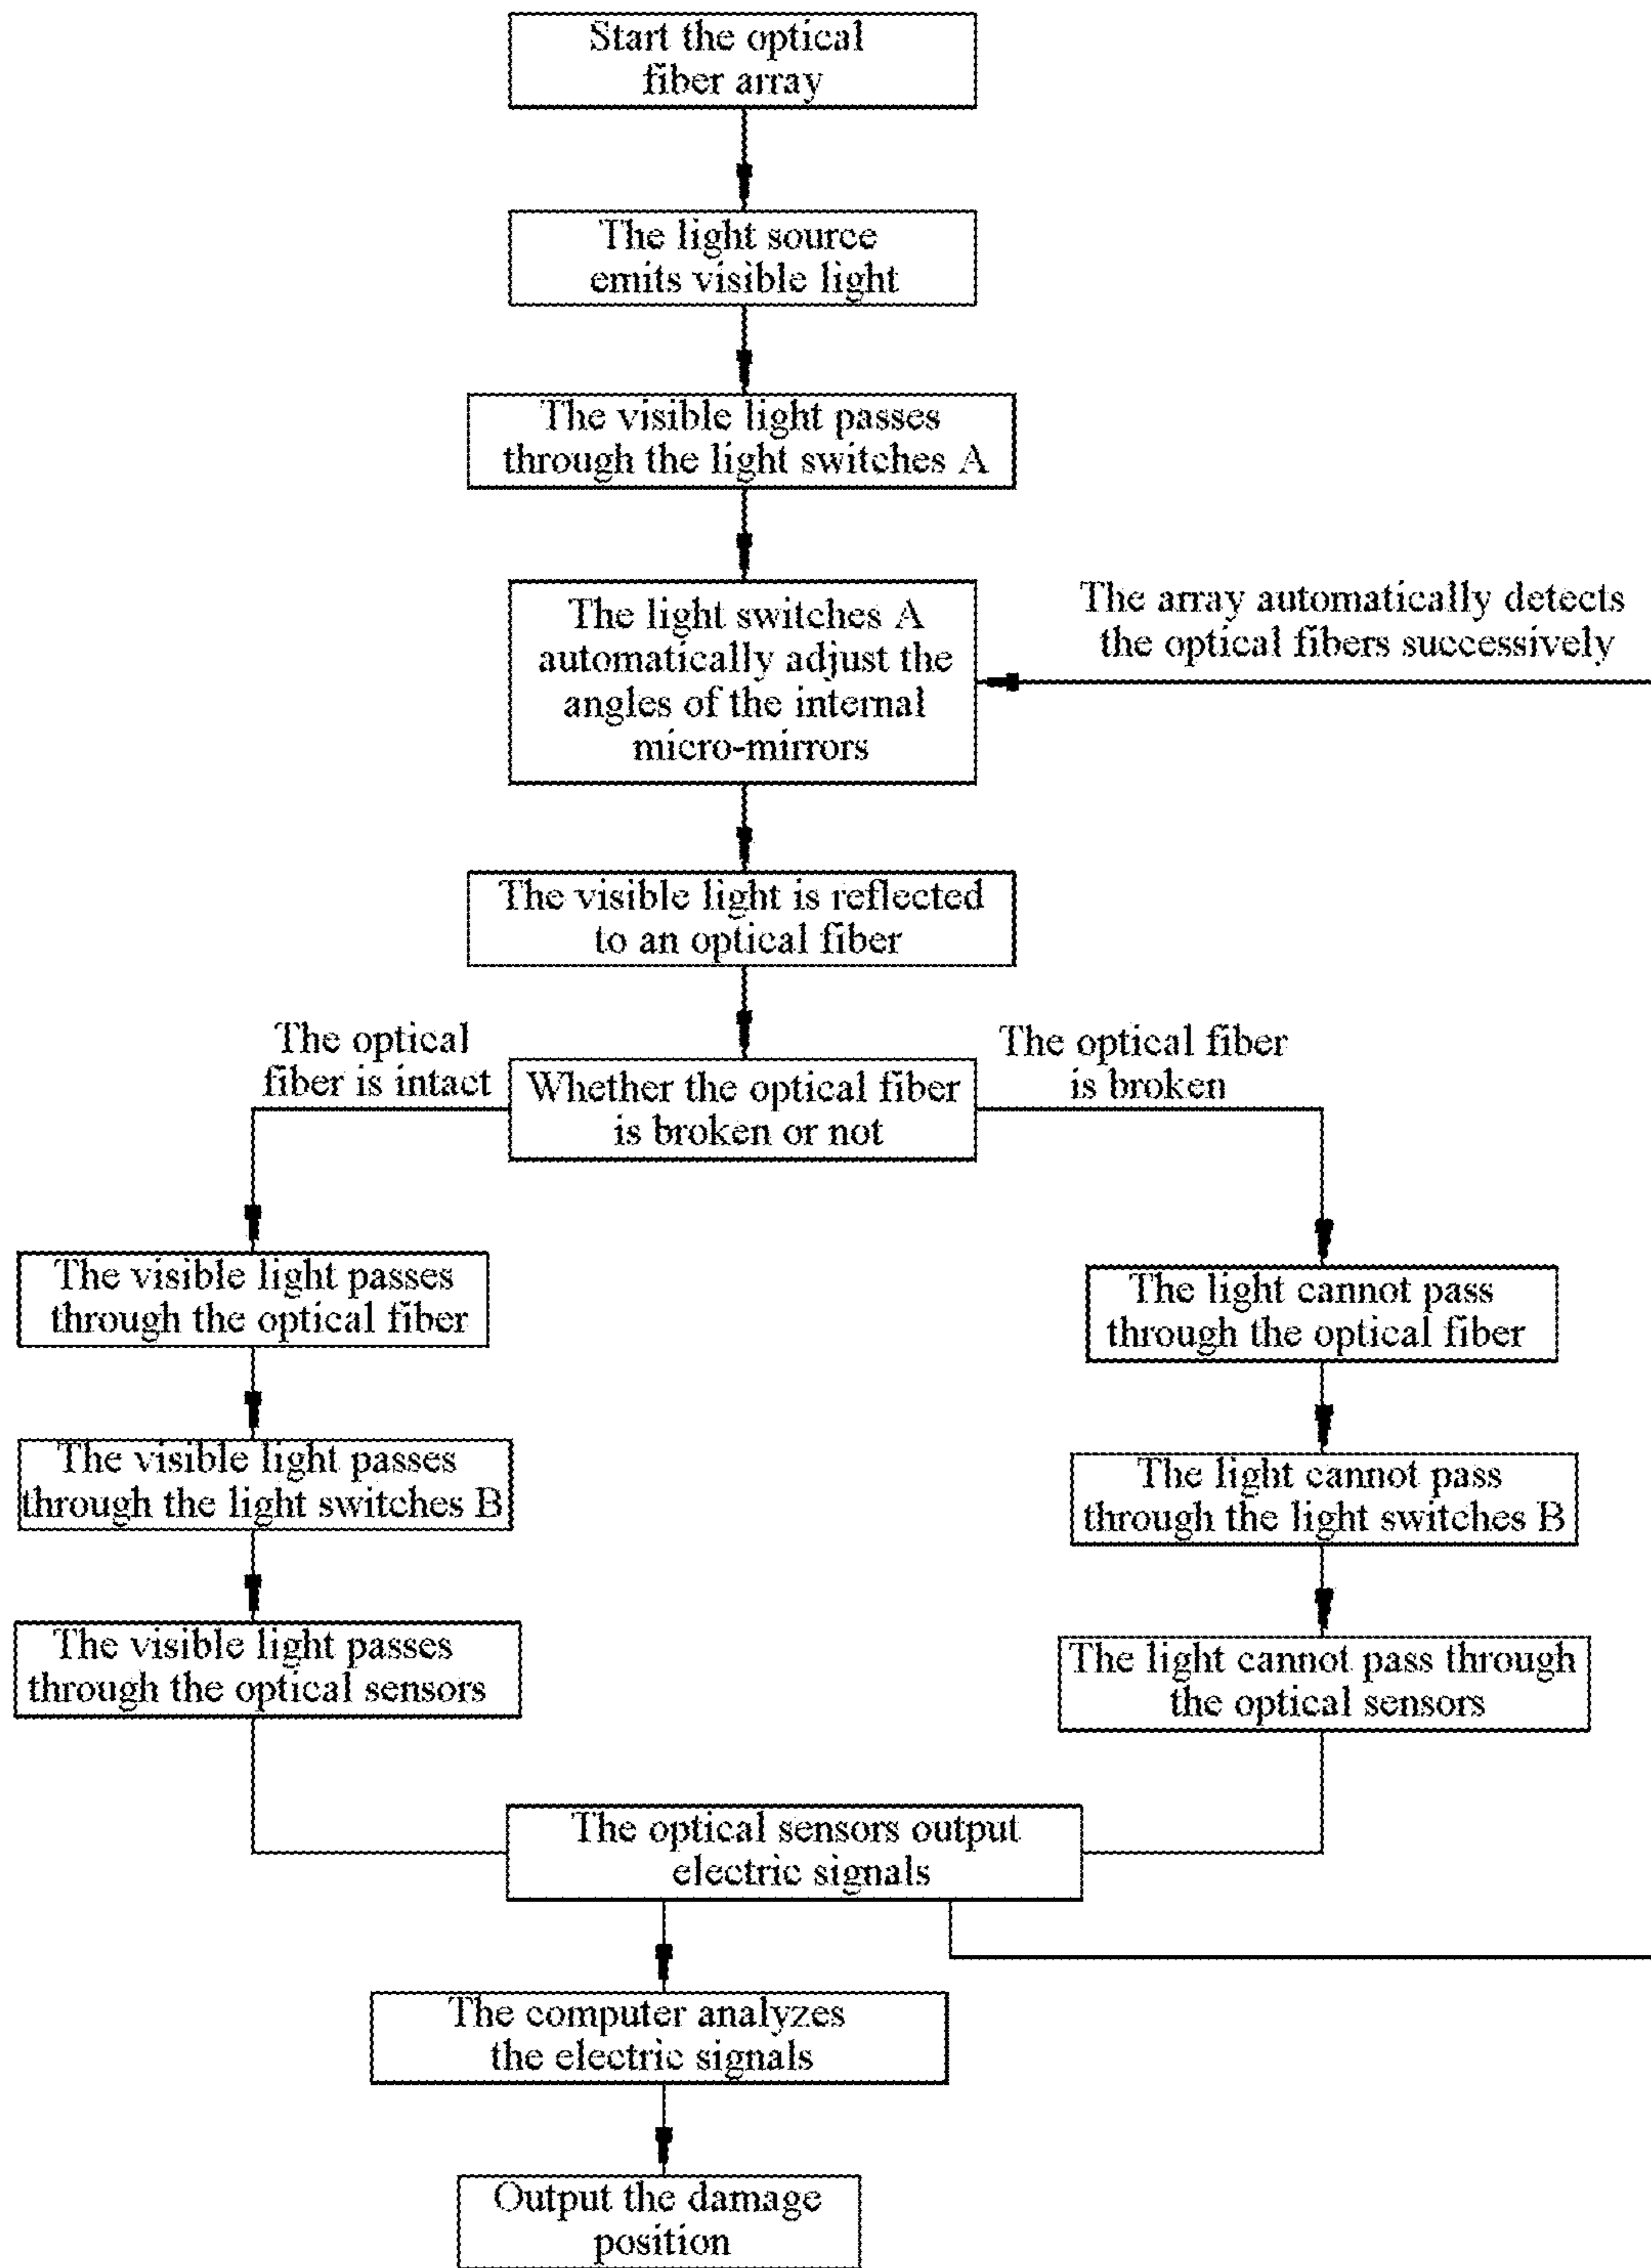 Start the optical
fiber array
The light source
emits visible light
The visible light passes
through the light switches A
The light switches A
automatically adjust the
angles of the internal
micro-mirrors
The array automatically detects
the optical fibers successively
The visible light is reflected
to an optical fiber
The optical
fiber is intact
Whether the optical fiber
is broken or not
The optical fiber
is broken
The visible light passes
through the optical fiber
The visible light passes
through the light switches B
The visible light passes
through the optical sensors
The light cannot pass
through the optical fiber
The light cannot pass
through the light switches B
The light cannot pass through
the optical sensors
The optical sensors output
electric signals
The computer analyzes
the electric signals
Output the damage
position